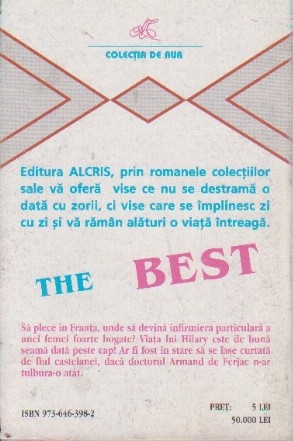 COLECȚIA DE AUR
Editura ALCRIS, prin romanele colecțiilor
sale vă oferă vise ce nu se destramă o
dată cu zorii, ci vise care se împlinesc zi
cu zi și vă rămân alături o viață întreagă.
THE BEST
Să plece in Franța, unde să devină infirmieră particulară a
unei femei foarte bogate? Viața lui Hilary este de bună
seamă dată peste cap! Ar fi fost in stare să se lase curtată
de fiul castelanei, dacă doctorul Armand de Ferjac n-ar
tulbura-o atât.
ISBN 973-646-398-2
PREȚ: 5 LEI
50.000 LEI